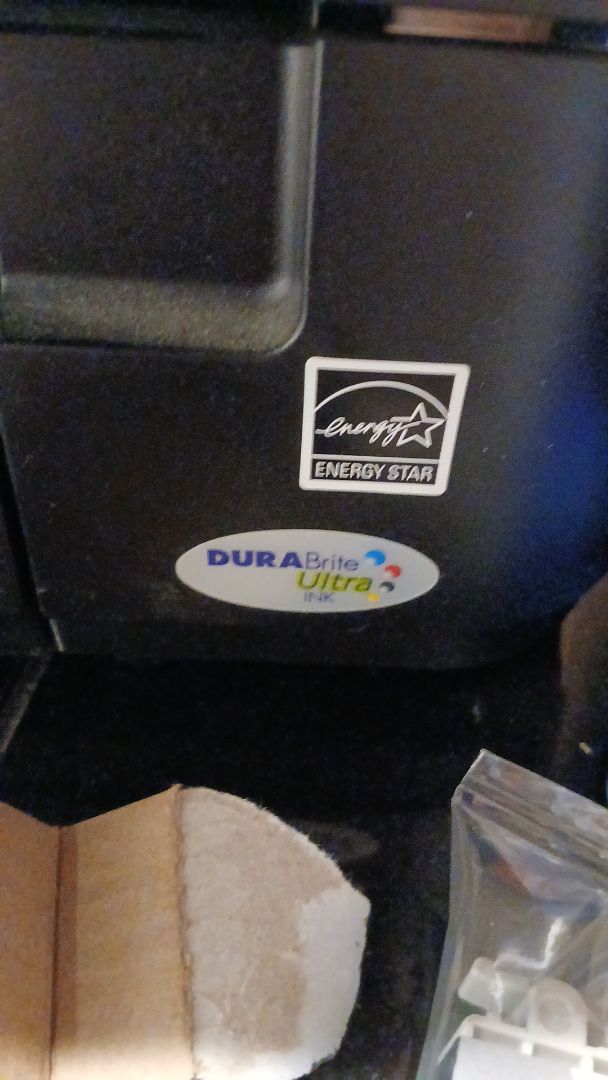 energy
ENERGY STAR
DURABrite
Ultra
INK